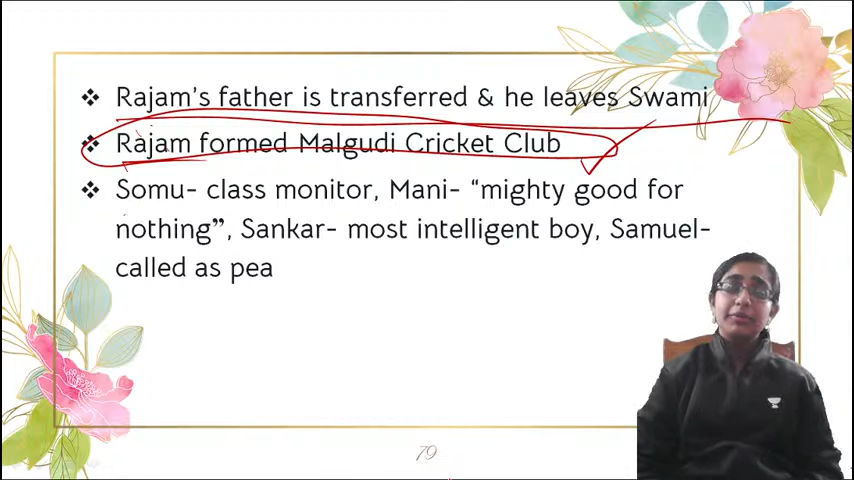 ❖ Rajam's father is transferred & he leaves Swami
❖ Rajam formed Malgudi Cricket Club
❖ Somu- class monitor, Mani- “mighty good for
nothing”, Sankar- most intelligent boy, Samuel-
called as pea
79